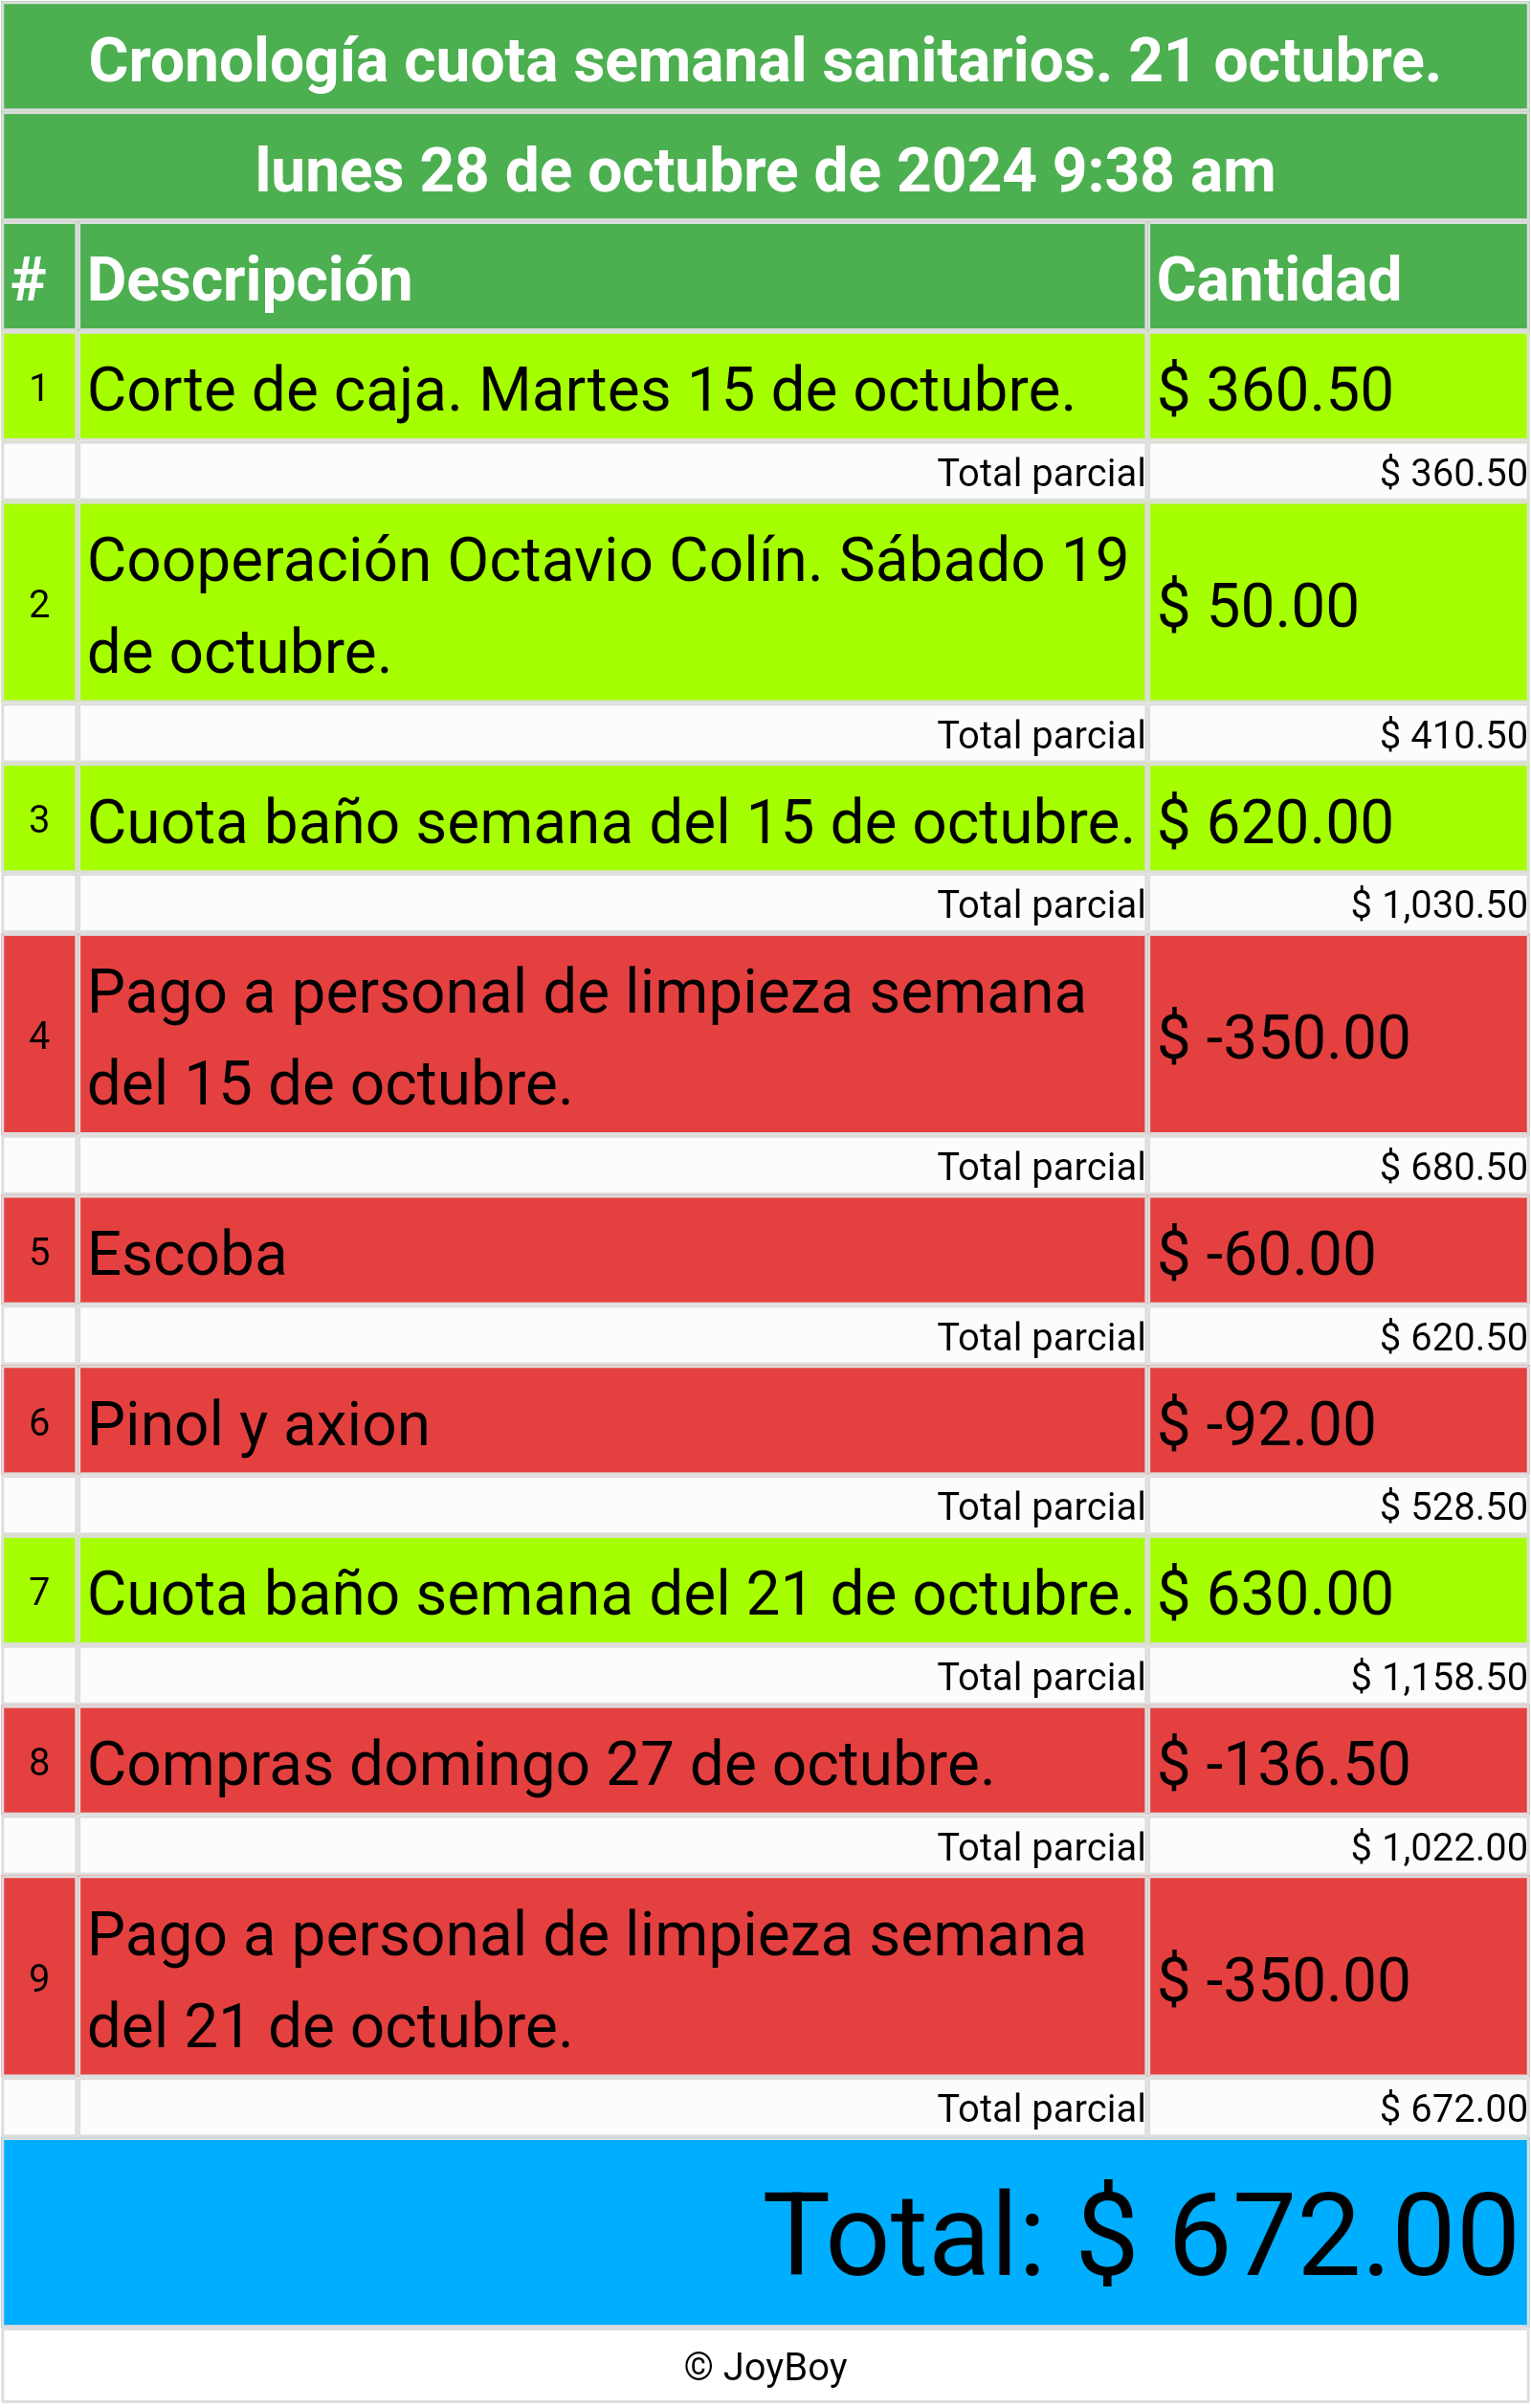 Cronología cuota semanal sanitarios. 21 octubre.
lunes 28 de octubre de 2024 9:38 am
# Descripción Cantidad
1 Corte de caja. Martes 15 de octubre. $ 360.50
Total parcial $ 360.50
Cooperación Octavio Colín. Sábado 19
2 $ 50.00
de octubre.
Total parcial $ 410.50
3 Cuota baño semana del 15 de octubre. $ 620.00
Total parcial $ 1,030.50
Pago a personal de limpieza semana
4 $ -350.00
del 15 de octubre.
Total parcial $ 680.50
5 Escoba $ -60.00
Total parcial $ 620.50
6 Pinol y axion $ -92.00
Total parcial $ 528.50
7 Cuota baño semana del 21 de octubre. $ 630.00
Total parcial $ 1,158.50
8 Compras domingo 27 de octubre. $ -136.50
Total parcial $ 1,022.00
Pago a personal de limpieza semana
9 $ -350.00
del 21 de octubre.
Total parcial $ 672.00
Total: $ 672.00
© JoyBoy